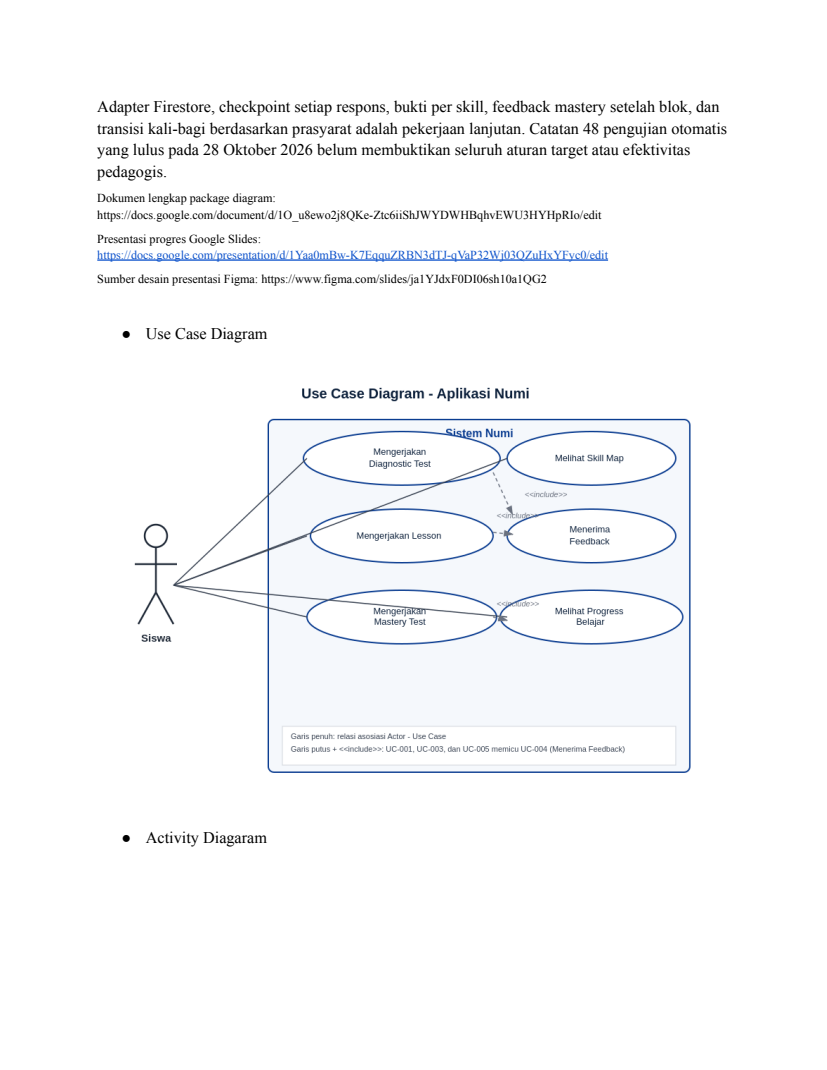 Adapter Firestore, checkpoint setiap respons, bukti per skill, feedback mastery setelah blok, dan
transisi kali-bagi berdasarkan prasyarat adalah pekerjaan lanjutan. Catatan 48 pengujian otomatis
yang lulus pada 28 Oktober 2026 belum membuktikan seluruh aturan target atau efektivitas
pedagogis.
Dokumen lengkap package diagram:
https://docs.google.com/document/d/1O_u8ewo2j8QKe-Ztc6iiShJWYDWHBqhvEWU3HYHpRIo/edit
Presentasi progres Google Slides:
https://docs.google.com/presentation/d/1Yaa0mBw-K7EqquZRBN3dTJ-qVaP32Wj03QZuHxYFyc0/edit
Sumber desain presentasi Figma: https://www.figma.com/slides/ja1YJdxF0DI06sh10a1QG2
● Use Case Diagram
Use Case Diagram - Aplikasi Numi
Sistem Numi
Mengerjakan
Diagnostic Test
Melihat Skill Map
<<include>>
<<include>>
Mengerjakan Lesson
Menerima
Feedback
<<include>>
Mengerjakan
Mastery Test
Melihat Progress
Belajar
Siswa
Garis penuh: relasi asosiasi Actor - Use Case
Garis putus + <<include>>: UC-001, UC-003, dan UC-005 memicu UC-004 (Menerima Feedback)
● Activity Diagaram